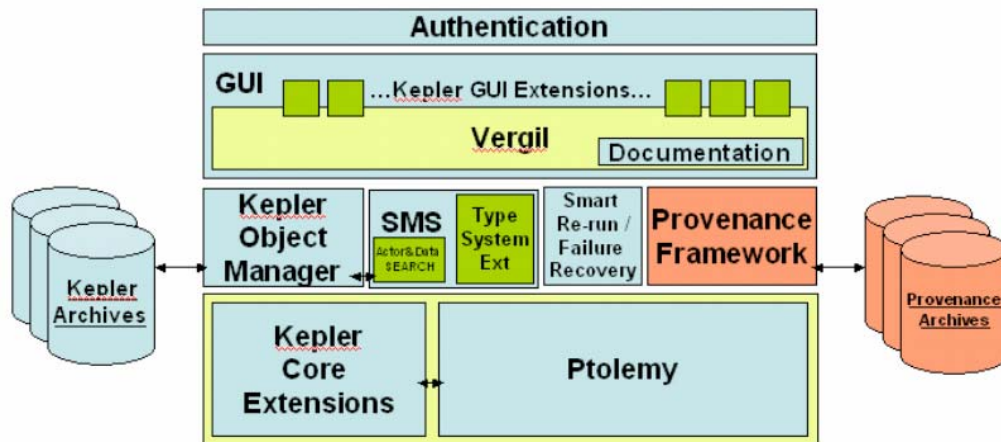 Authentication
GUI
...Kepler GUI Extensions...
Vergil
Documentation
Kepler
Object
Manager
SMS
Actor&Data
SEARCH
Type
System
Ext
Smart
Re-run /
Failure
Recovery
Provenance
Framework
Kepler
Archives
Provenance
Archives
Kepler
Core
Extensions
Ptolemy